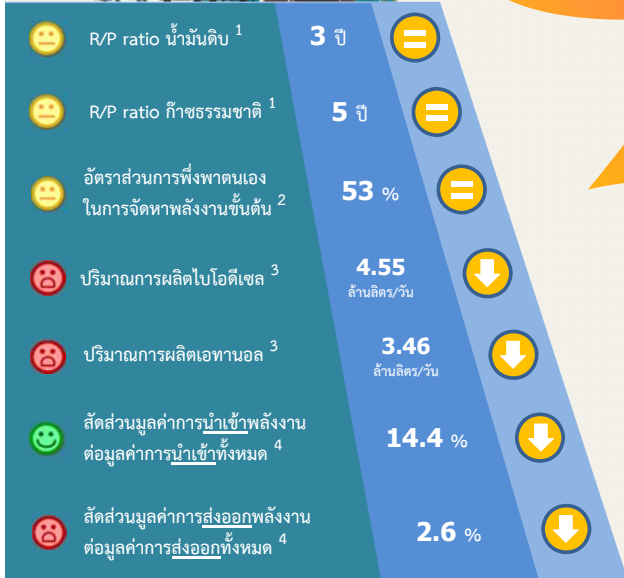 R/P ratio น้ำมันดิบ 1 3 ปี
R/P ratio ก๊าซธรรมชาติ 1 5 ปี
อัตราส่วนการพึ่งพาตนเอง
ในการจัดหาพลังงานขั้นต้น 2 53 %
ปริมาณการผลิตไบโอดีเซล 3 4.55
ล้านลิตร/วัน
ปริมาณการผลิตเอทานอล 3 3.46
ล้านลิตร/วัน
สัดส่วนมูลค่าการนำเข้าพลังงาน
ต่อมูลค่าการนำเข้าทั้งหมด 4 14.4 %
สัดส่วนมูลค่าการส่งออกพลังงาน
ต่อมูลค่าการส่งออกทั้งหมด 4 2.6 %